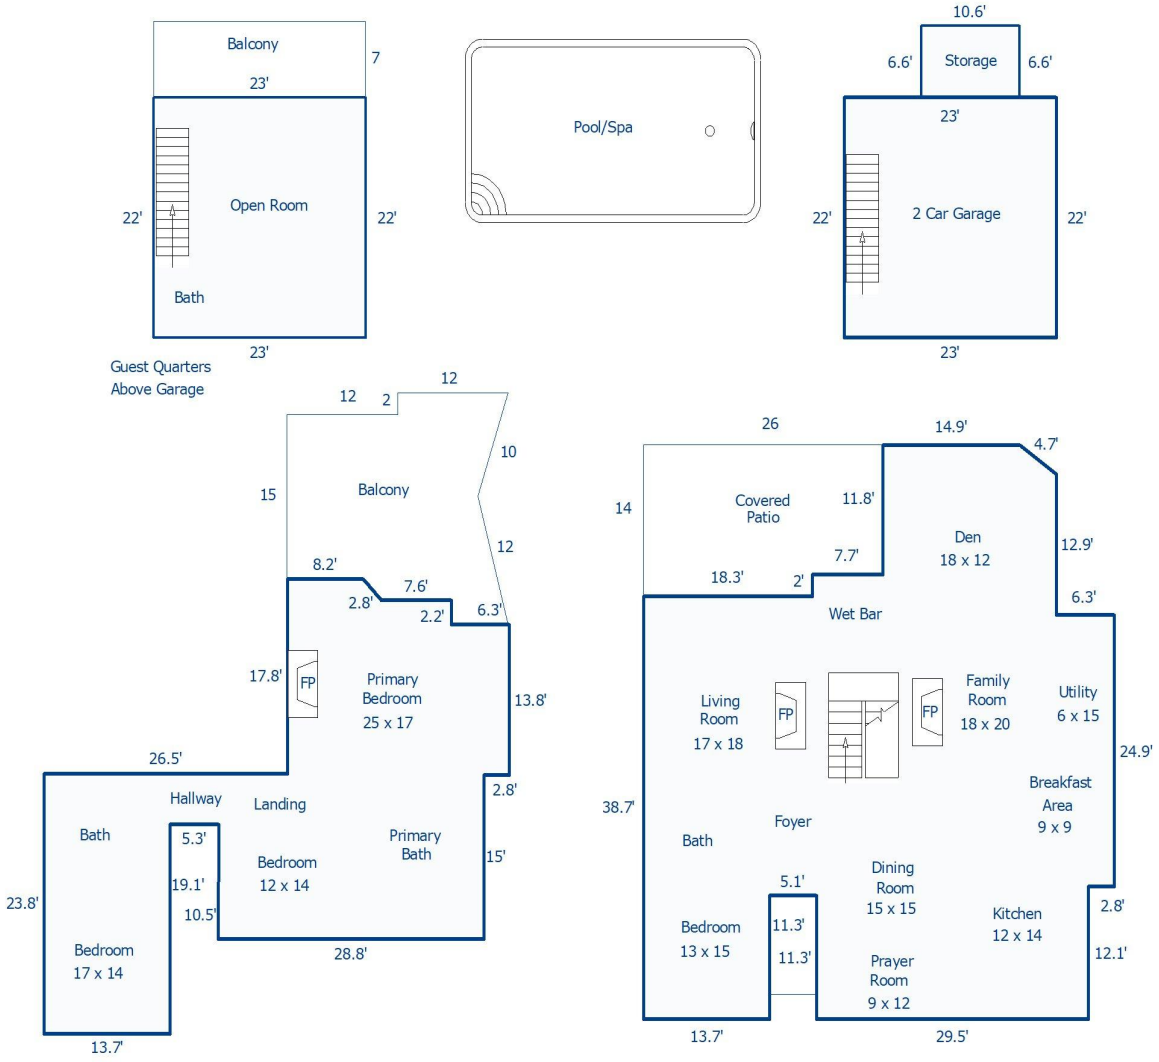 Balcony
7
23'
22'
Open Room
22'
Bath
23'
Guest Quarters
Above Garage
Pool/Spa
10.6'
6.6'
Storage
6.6'
23'
22'
2 Car Garage
22'
23'
12
12
2
10
15
Balcony
12
8.2'
2.8'
7.6'
2.2'
6.3'
17.8'
FP
Primary
Bedroom
25 x 17
13.8'
26.5'
2.8'
Hallway
Landing
Bath
5.3'
Primary
Bath
15'
Bedroom
12 x 14
19.1'
23.8'
10.5'
28.8'
Bedroom
17 x 14
13.7'
26
14.9'
4.7'
14
Covered
Patio
11.8'
Den
18 x 12
12.9'
7.7'
18.3'
2'
6.3'
Wet Bar
Living
Room
17 x 18
FP
FP
Family
Room
18 x 20
Utility
6 x 15
24.9'
38.7'
Breakfast
Area
9 x 9
Foyer
Bath
5.1'
Dining
Room
15 x 15
2.8'
Bedroom
13 x 15
11.3'
11.3'
Kitchen
12 x 14
12.1'
Prayer
Room
9 x 12
13.7'
29.5'